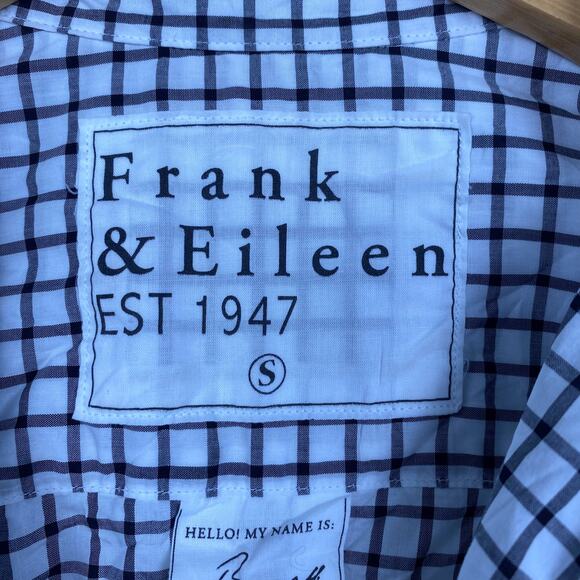 Frank
& Eileen
EST 1947
S
HELLO! MY NAME IS: